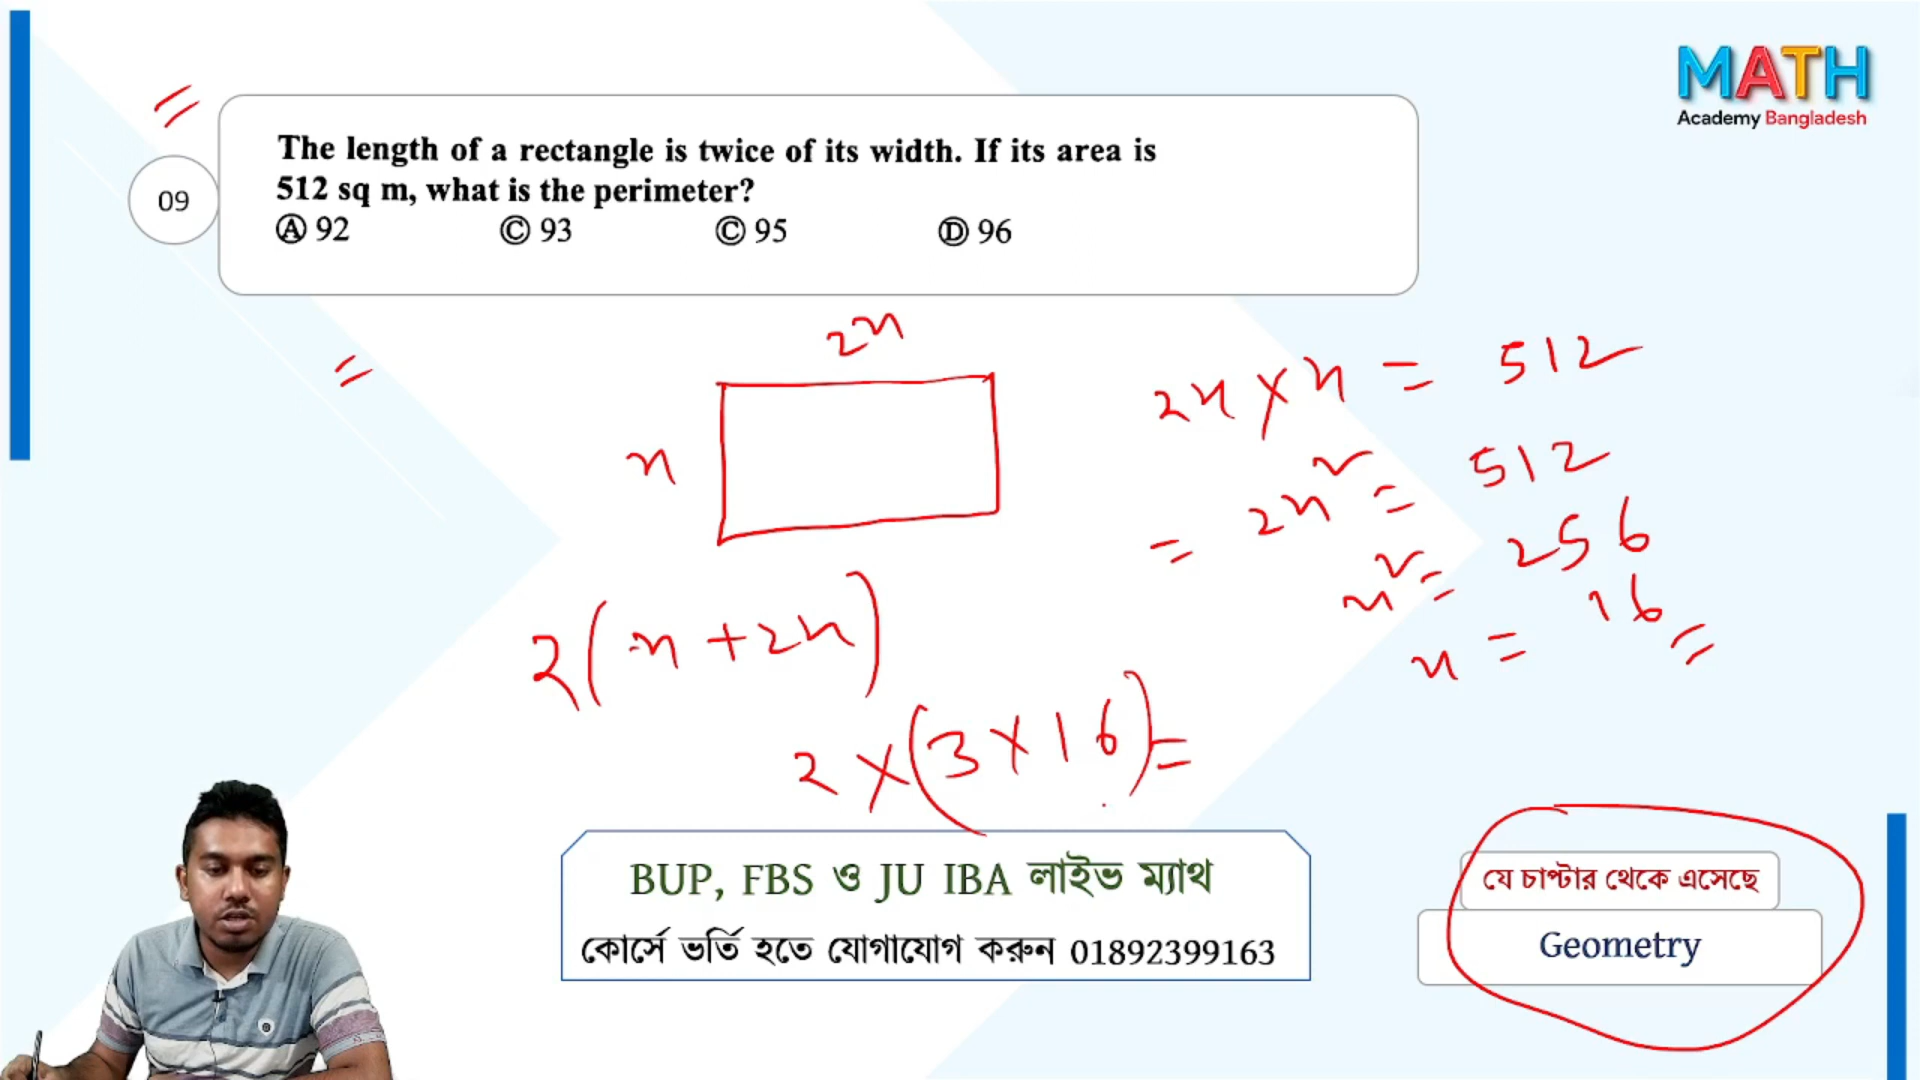 MATH
Academy Bangladesh
=
09
The length of a rectangle is twice of its width. If its area is
512 sq m, what is the perimeter?
Ⓐ 92 Ⓒ 93 Ⓒ 95 Ⓓ 96
=
2x
x
2x × x = 512
= 2x² = 512
x² = 256
x = 16 =
2(x + 2x)
2 × (3 × 16) =
BUP, FBS ও JU IBA লাইভ ম্যাথ
কোর্সে ভর্তি হতে যোগাযোগ করুন 01892399163
যে চাপ্টার থেকে এসেছে
Geometry